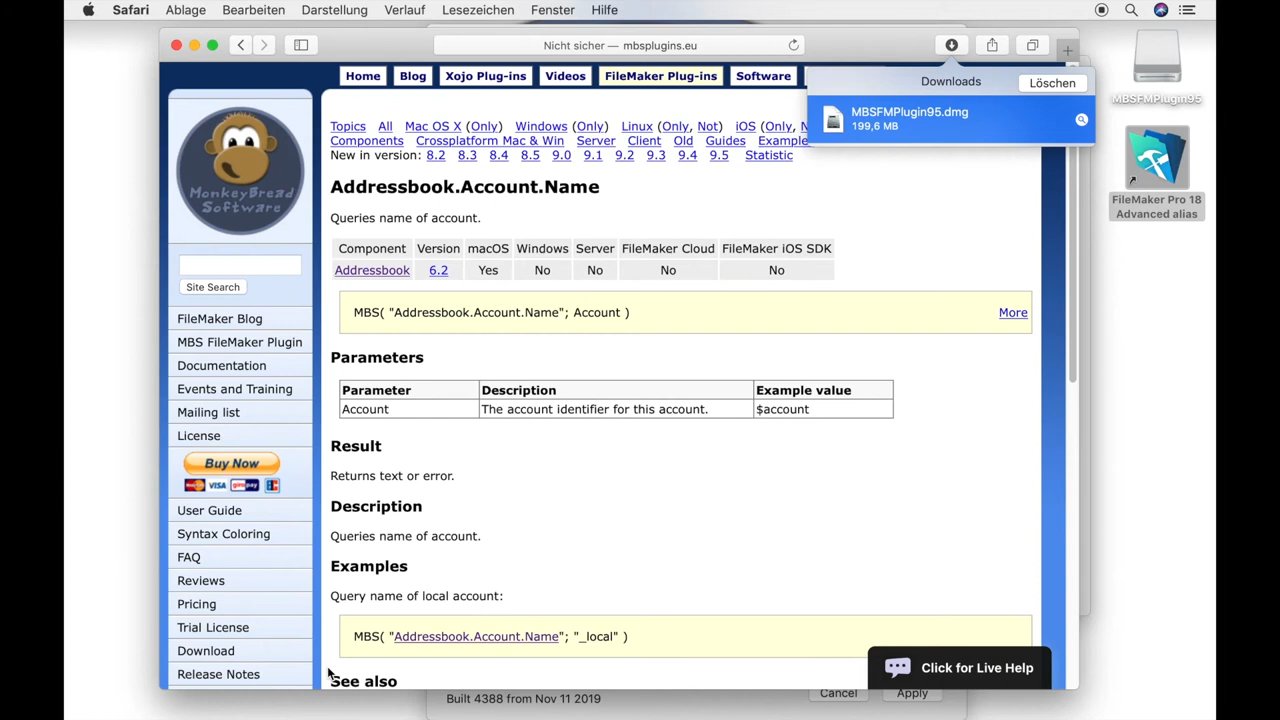 Safari Ablage Bearbeiten Darstellung Verlauf Lesezeichen Fenster Hilfe
Nicht sicher — mbsplugins.eu
Home Blog Xojo Plug-ins Videos FileMaker Plug-ins Software
Downloads Löschen
MBSFMPlugin95.dmg
199,6 MB
MBSFMPlugin95
FileMaker Pro 18
Advanced alias
MonkeyBread
Software
Site Search
FileMaker Blog
MBS FileMaker Plugin
Documentation
Events and Training
Mailing list
License
Buy Now
VISA
User Guide
Syntax Coloring
FAQ
Reviews
Pricing
Trial License
Download
Release Notes
Topics All Mac OS X (Only) Windows (Only) Linux (Only, Not) iOS (Only,
Components Crossplatform Mac & Win Server Client Old Guides Example
New in version: 8.2 8.3 8.4 8.5 9.0 9.1 9.2 9.3 9.4 9.5 Statistic
Addressbook.Account.Name
Queries name of account.
Component Version macOS Windows Server FileMaker Cloud FileMaker iOS SDK
Addressbook 6.2 Yes No No No No
MBS( "Addressbook.Account.Name"; Account ) More
Parameters
Parameter Description Example value
Account The account identifier for this account. $account
Result
Returns text or error.
Description
Queries name of account.
Examples
Query name of local account:
MBS( "Addressbook.Account.Name"; "_local" )
See also
Click for Live Help
Built 4388 from Nov 11 2019
Cancel Apply